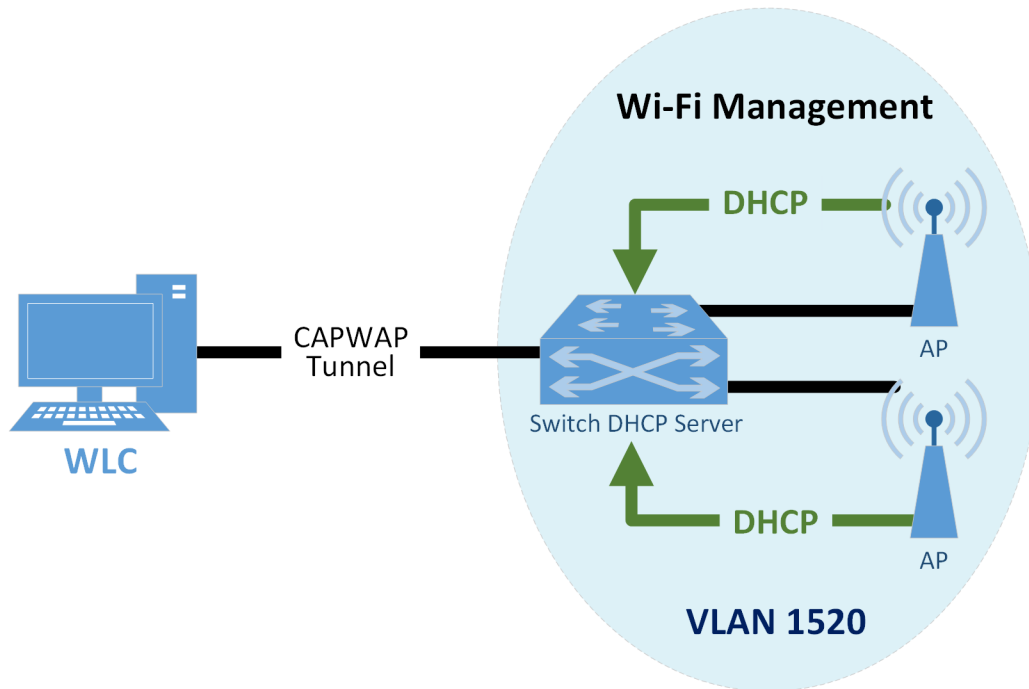 Wi-Fi Management
DHCP
CAPWAP
Tunnel
AP
Switch DHCP Server
WLC
DHCP
AP
VLAN 1520